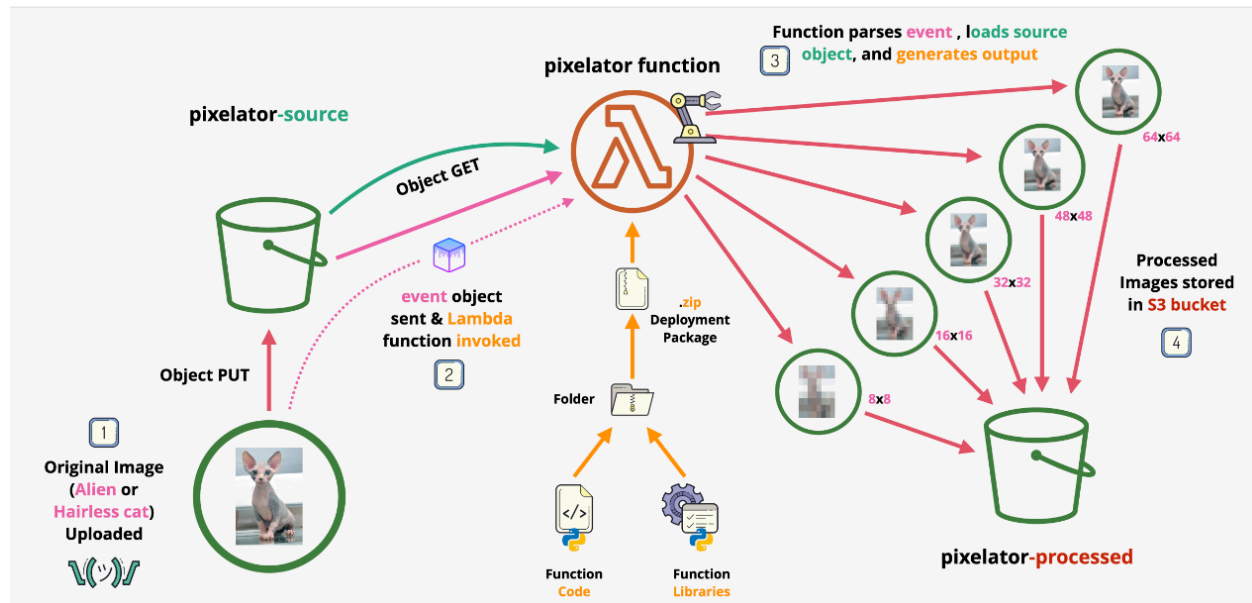 pixelator-source
Object GET
event object
sent & Lambda
function invoked
2
Object PUT
1
Original Image
(Alien or
Hairless cat)
Uploaded
pixelator function
.zip
Deployment
Package
Folder
</>
Function
Code
Function
Libraries
Function parses event , loads source
object, and generates output
3
64x64
48x48
32x32
16x16
8x8
Processed
Images stored
in S3 bucket
4
pixelator-processed